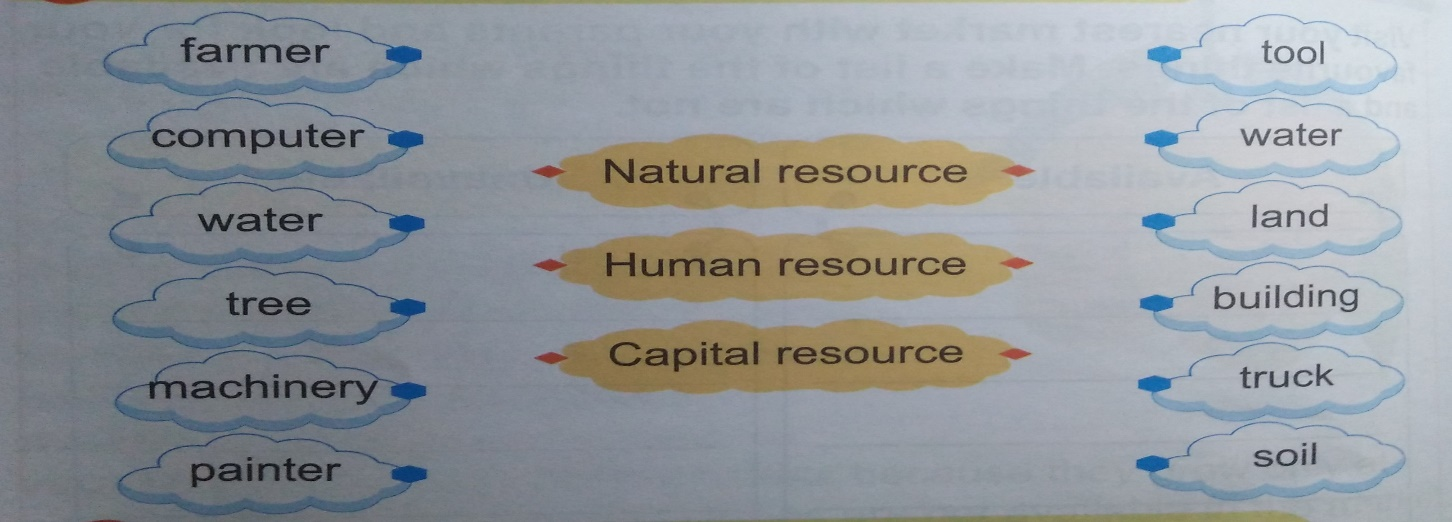 farmer
computer
water
tree
machinery
painter
Natural resource
Human resource
Capital resource
tool
water
land
building
truck
soil